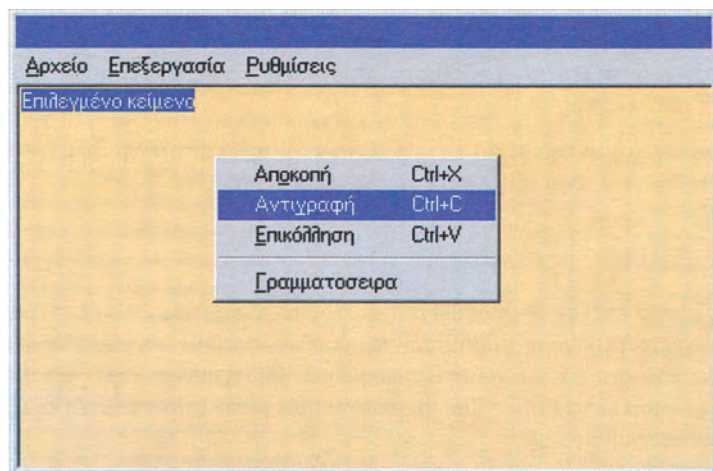 Αρχείο Επεξεργασία Ρυθμίσεις
Επιλεγμένο κείμενο
Αποκοπή Ctrl+X
Αντιγραφή Ctrl+C
Επικόλληση Ctrl+V
Γραμματοσειρα